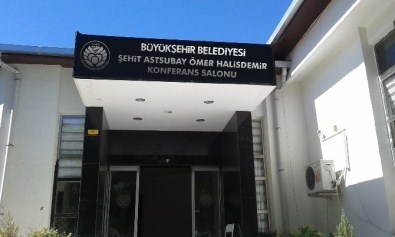 BÜYÜKŞEHİR BELEDİYESİ
ŞEHİT ASTSUBAY ÖMER HALİSDEMİR
KONFERANS SALONU